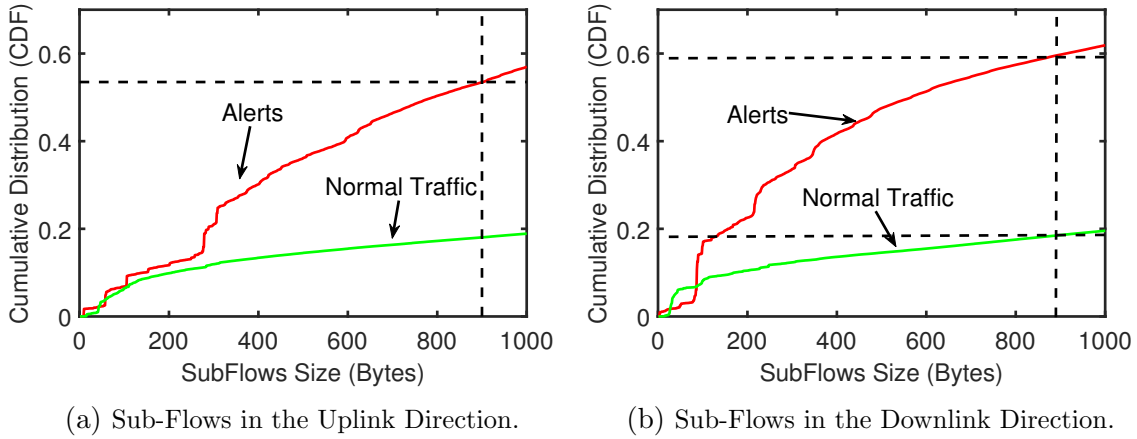 Cumulative Distribution (CDF)
0.6
0.4
0.2
0
Alerts
Normal Traffic
0 200 400 600 800 1000
SubFlows Size (Bytes)
(a) Sub-Flows in the Uplink Direction.
Cumulative Distribution (CDF)
0.6
0.4
0.2
0
Alerts
Normal Traffic
0 200 400 600 800 1000
SubFlows Size (Bytes)
(b) Sub-Flows in the Downlink Direction.